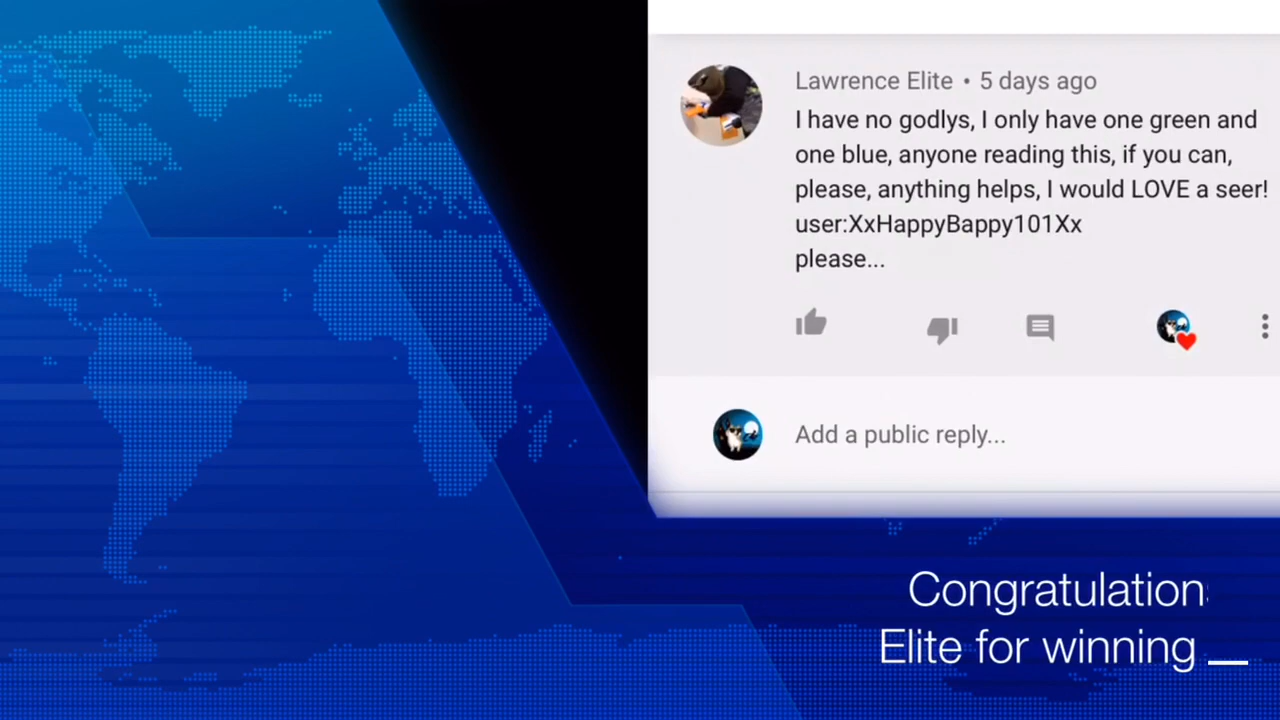 Lawrence Elite • 5 days ago
I have no godlys, I only have one green and
one blue, anyone reading this, if you can,
please, anything helps, I would LOVE a seer!
user:XxHappyBappy101Xx
please...
Add a public reply...
Congratulation
Elite for winning